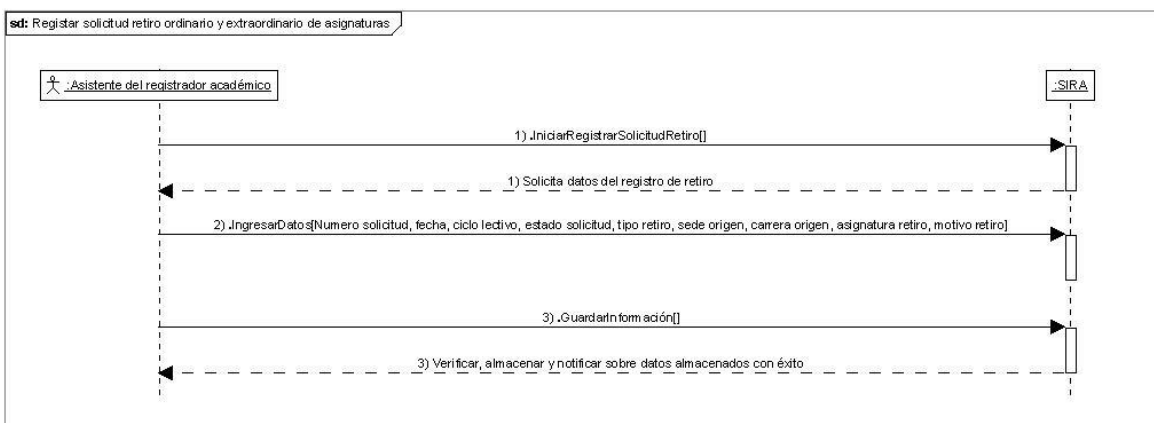 sd: Registar solicitud retiro ordinario y extraordinario de asignaturas
:Asistente del registrador académico
:SIRA
1) .IniciarRegistrarSolicitudRetiro[]
1) Solicita datos del registro de retiro
2) .IngresarDatos[Numero solicitud, fecha, ciclo lectivo, estado solicitud, tipo retiro, sede origen, carrera origen, asignatura retiro, motivo retiro]
3) .GuardarInformación[]
3) Verificar, almacenar y notificar sobre datos almacenados con éxito